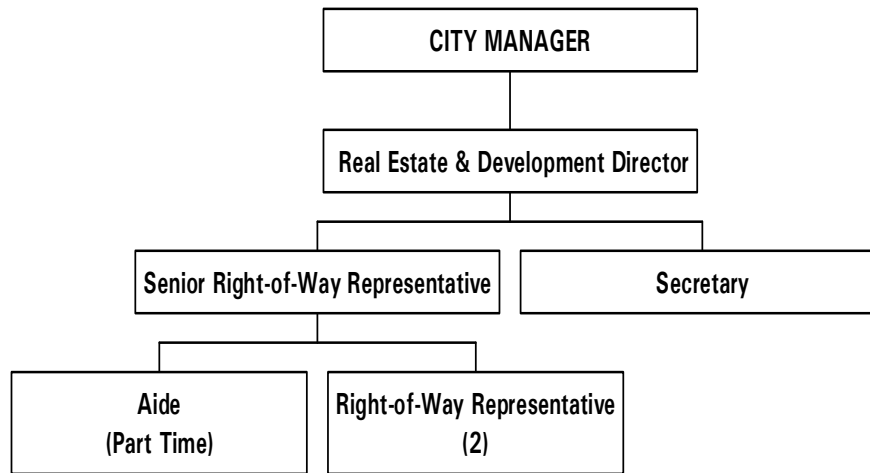 CITY MANAGER
Real Estate & Development Director
Senior Right-of-Way Representative
Secretary
Aide
(Part Time)
Right-of-Way Representative
(2)